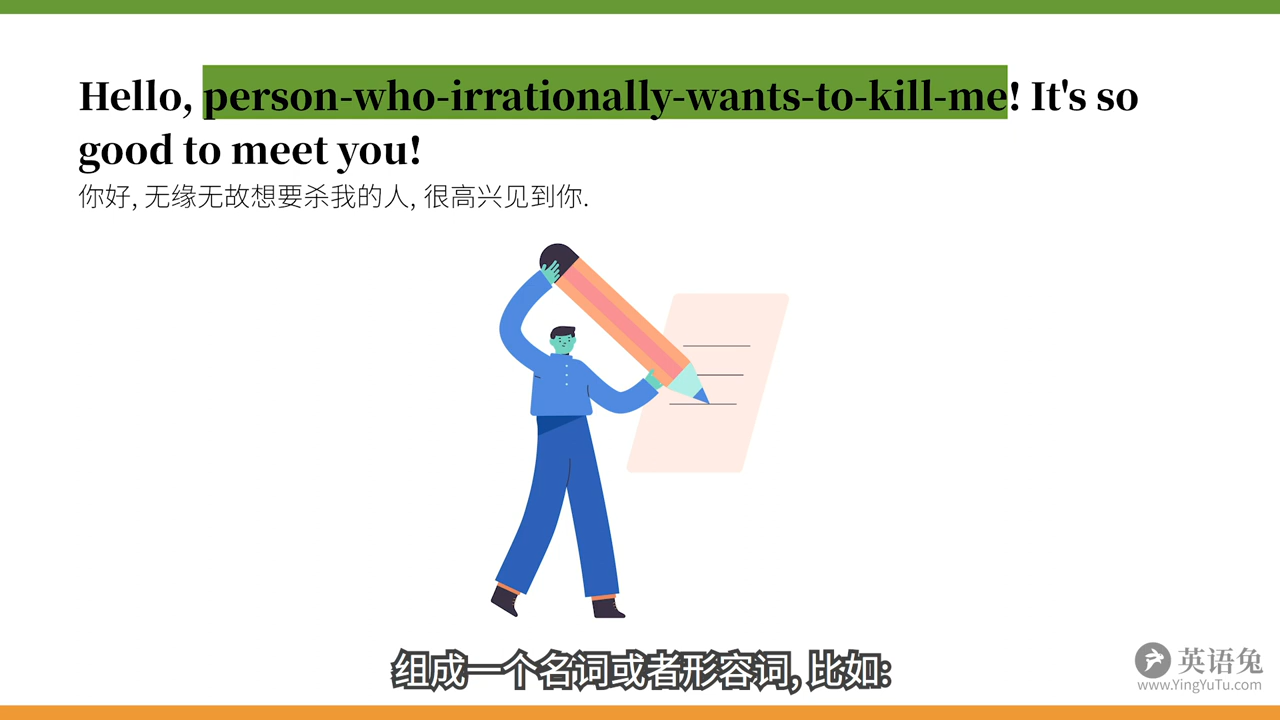 Hello, person-who-irrationally-wants-to-kill-me! It's so
good to meet you!
你好, 无缘无故想要杀我的人, 很高兴见到你.
组成一个名词或者形容词, 比如:
英语兔
www.YingYuTu.com